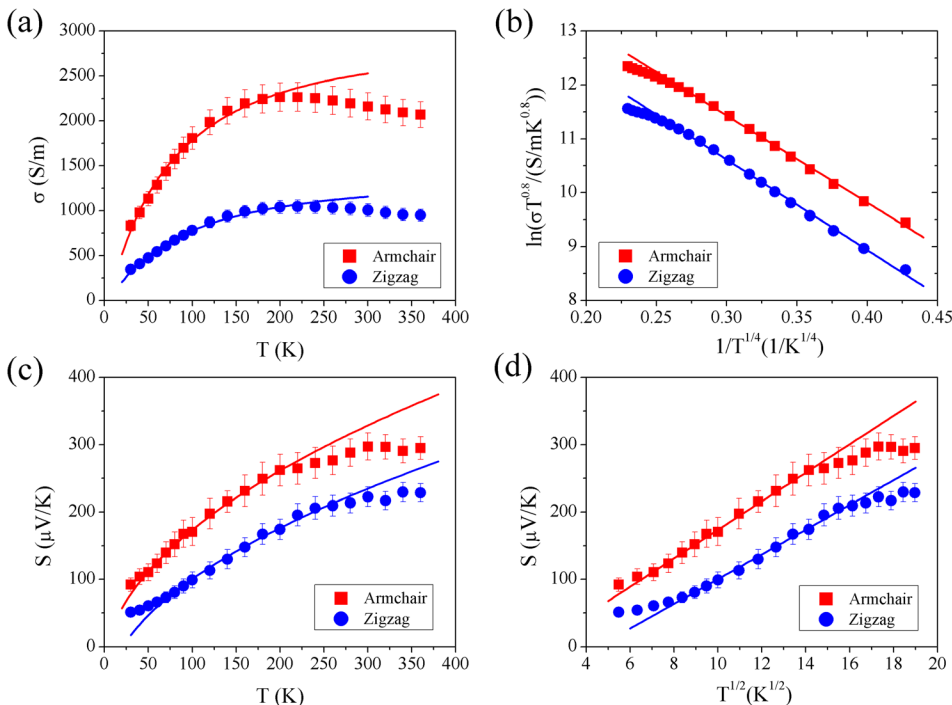 (a)
3000
2500
2000
1500
1000
500
0
σ (S/m)
0 50 100 150 200 250 300 350 400
T (K)
Armchair
Zigzag
(b)
13
12
11
10
9
8
ln(σT^0.8/(S/mK^0.8))
0.20 0.25 0.30 0.35 0.40 0.45
1/T^1/4(1/K^1/4)
Armchair
Zigzag
(c)
400
300
200
100
0
S (μV/K)
0 50 100 150 200 250 300 350 400
T (K)
Armchair
Zigzag
(d)
400
300
200
100
0
S (μV/K)
4 6 8 10 12 14 16 18 20
T^1/2(K^1/2)
Armchair
Zigzag